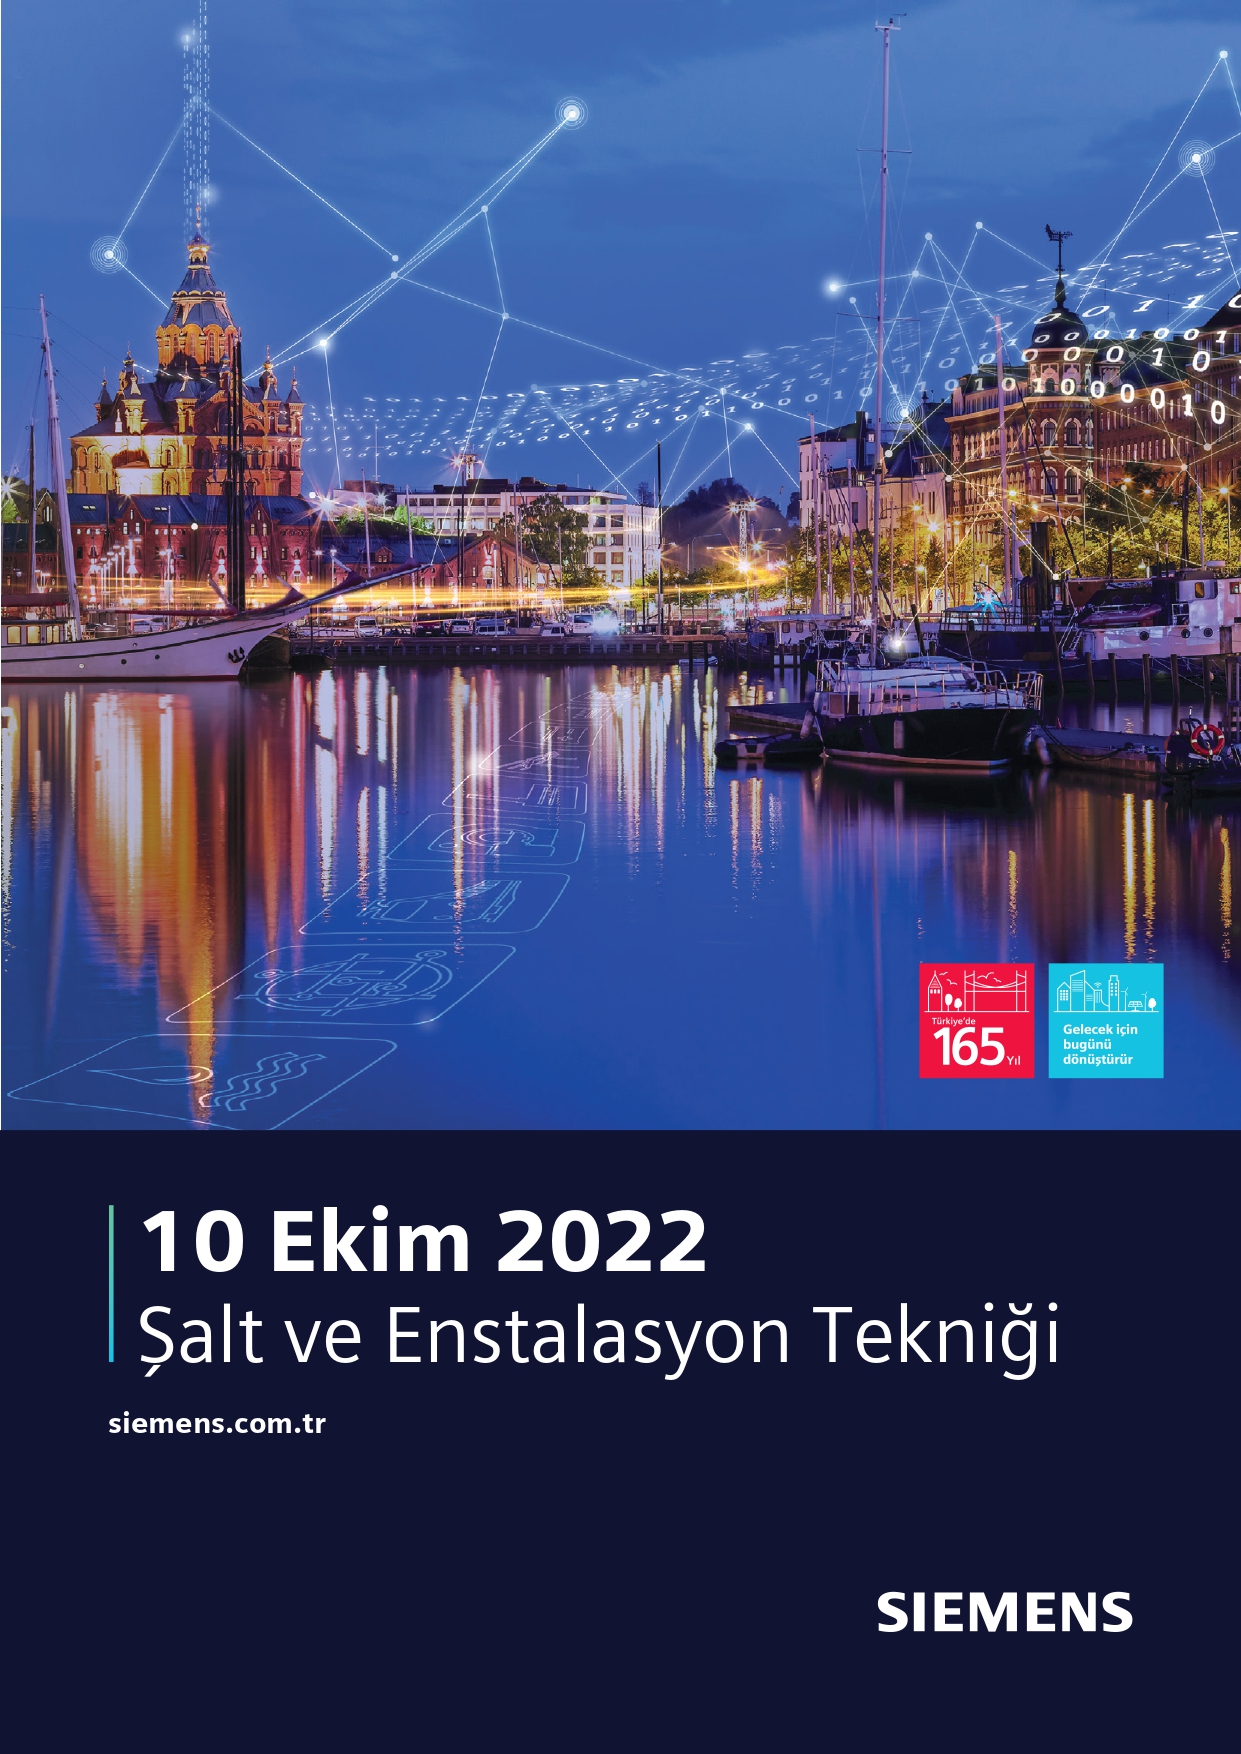 Türkiye'de
165 Yıl
Gelecek için
bugünü
dönüştürür
10 Ekim 2022
Şalt ve Enstalasyon Tekniği
siemens.com.tr
SIEMENS